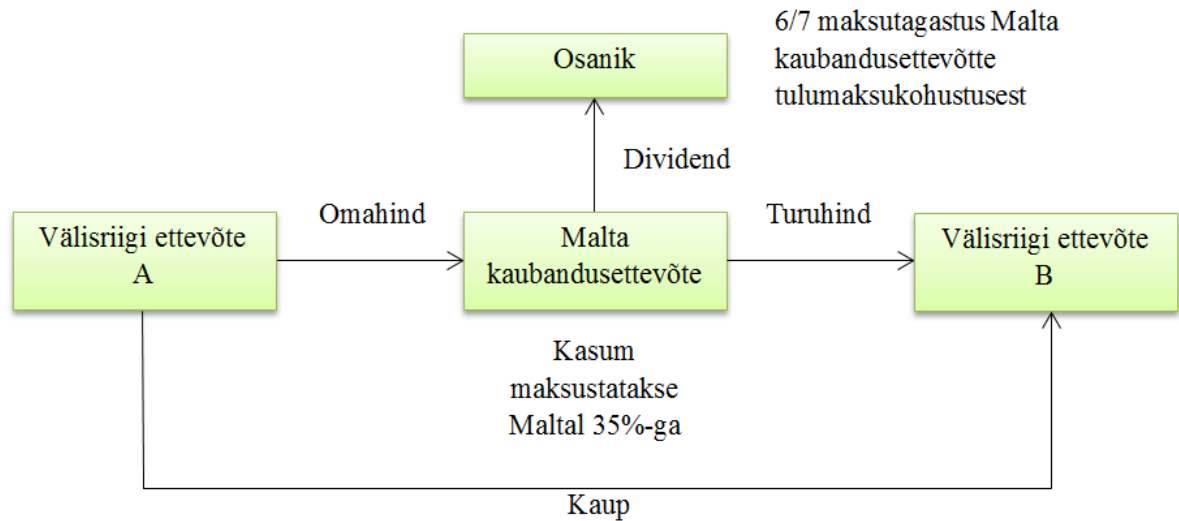 6/7 maksutagastus Malta
kaubandusettevõtte
tulumaksukohustusest
Osanik
Dividend
Omahind
Turuhind
Välisriigi ettevõte
A
Malta
kaubandusettevõte
Välisriigi ettevõte
B
Kasum
maksustatakse
Maltal 35%-ga
Kaup